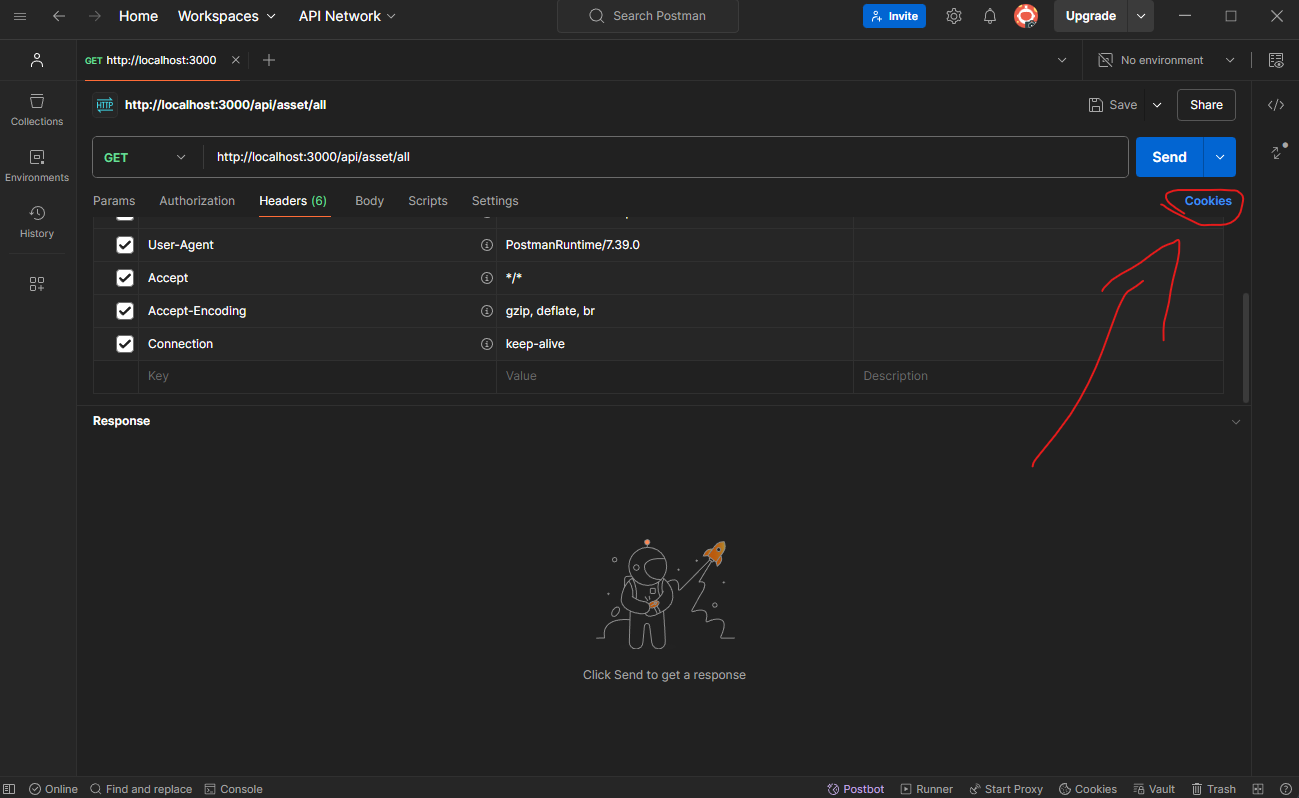 Home Workspaces API Network Search Postman Invite Upgrade
GET http://localhost:3000 No environment
HTTP http://localhost:3000/api/asset/all Save Share
Collections
GET http://localhost:3000/api/asset/all Send
Environments
Params Authorization Headers (6) Body Scripts Settings Cookies
History
User-Agent PostmanRuntime/7.39.0
Accept */*
Accept-Encoding gzip, deflate, br
Connection keep-alive
Key Value Description
Response
Click Send to get a response
Online Find and replace Console Postbot Runner Start Proxy Cookies Vault Trash